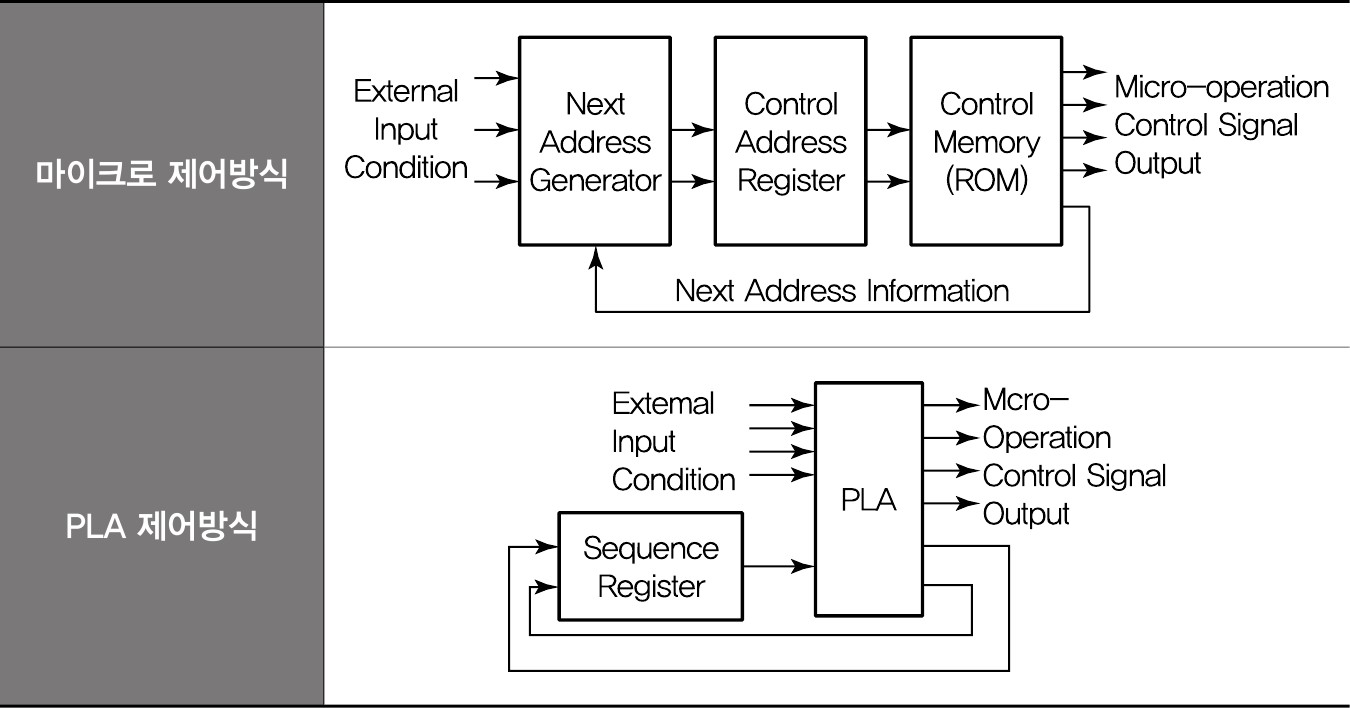 마이크로 제어방식
External
Input
Condition
Next
Address
Generator
Control
Address
Register
Control
Memory
(ROM)
Micro-operation
Control Signal
Output
Next Address Information
PLA 제어방식
Extemal
Input
Condition
Sequence
Register
PLA
Mcro-
Operation
Control Signal
Output